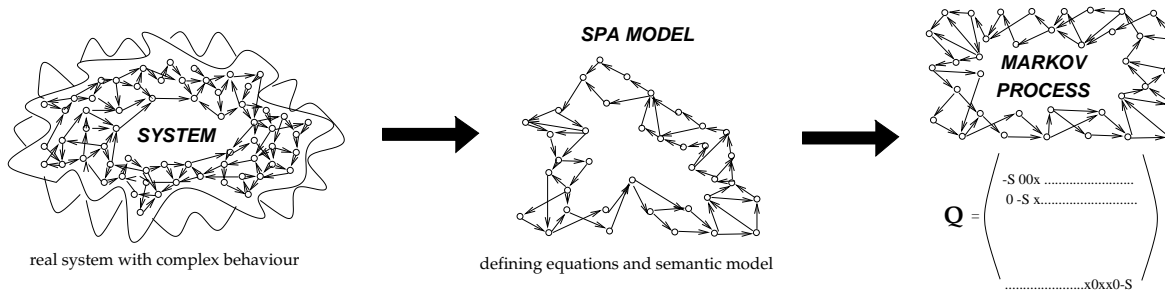 SYSTEM
real system with complex behaviour
SPA MODEL
defining equations and semantic model
MARKOV
PROCESS
-S 00x ..........................
0 -S x...........................
Q =
.......................x0xx0-S